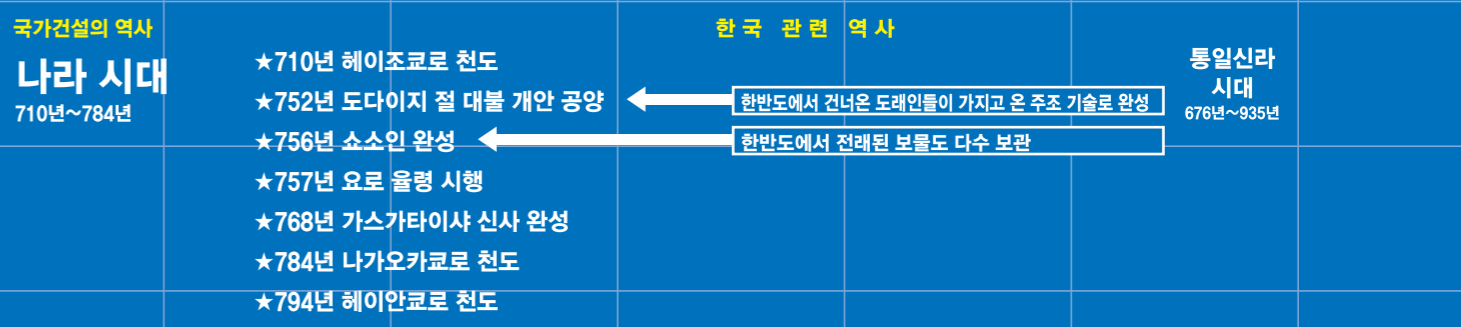 국가건설의 역사
한국 관련 역사
나라 시대
710년~784년
★710년 헤이조쿄로 천도
★752년 도다이지 절 대불 개안 공양
한반도에서 건너온 도래인들이 가지고 온 주조 기술로 완성
★756년 쇼소인 완성
한반도에서 전래된 보물도 다수 보관
★757년 요로 율령 시행
★768년 가스가타이샤 신사 완성
★784년 나가오카쿄로 천도
★794년 헤이안쿄로 천도
통일신라
시대
676년~935년